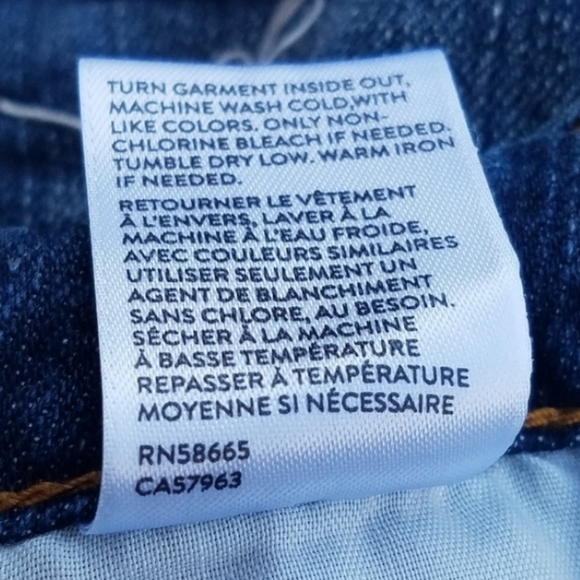 TURN GARMENT INSIDE OUT,
MACHINE WASH COLD,WITH
LIKE COLORS. ONLY NON-
CHLORINE BLEACH IF NEEDED.
TUMBLE DRY LOW. WARM IRON
IF NEEDED.
RETOURNER LE VÊTEMENT
À L'ENVERS, LAVER À LA
MACHINE À L'EAU FROIDE,
AVEC COULEURS SIMILAIRES
UTILISER SEULEMENT UN
AGENT DE BLANCHIMENT
SANS CHLORE, AU BESOIN.
SÉCHER À LA MACHINE
À BASSE TEMPÉRATURE
REPASSER À TEMPÉRATURE
MOYENNE SI NÉCESSAIRE
RN58665
CA57963